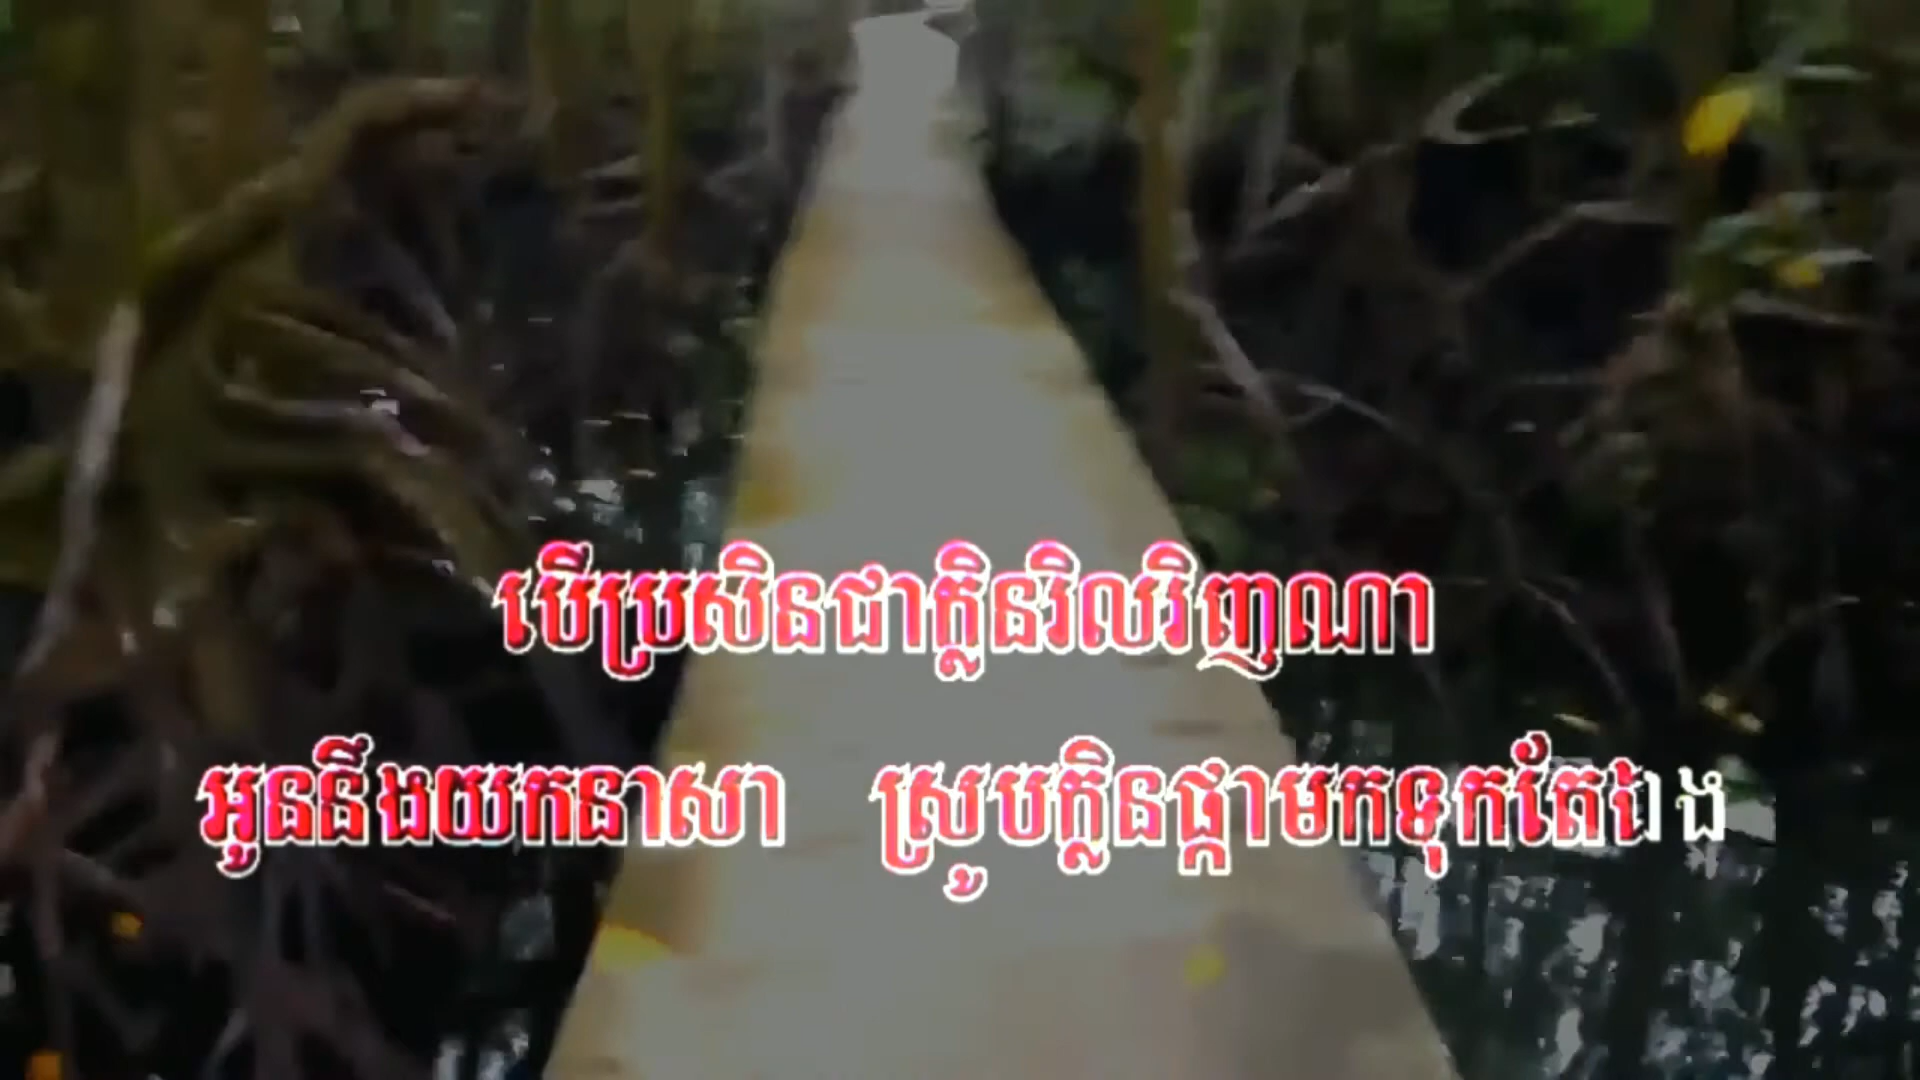 បើប្រសិនជាក្លិនវិលវិញណា
អូននឹងយកនាសា ស្រូបក្លិនផ្កាមកទុកតែឯង